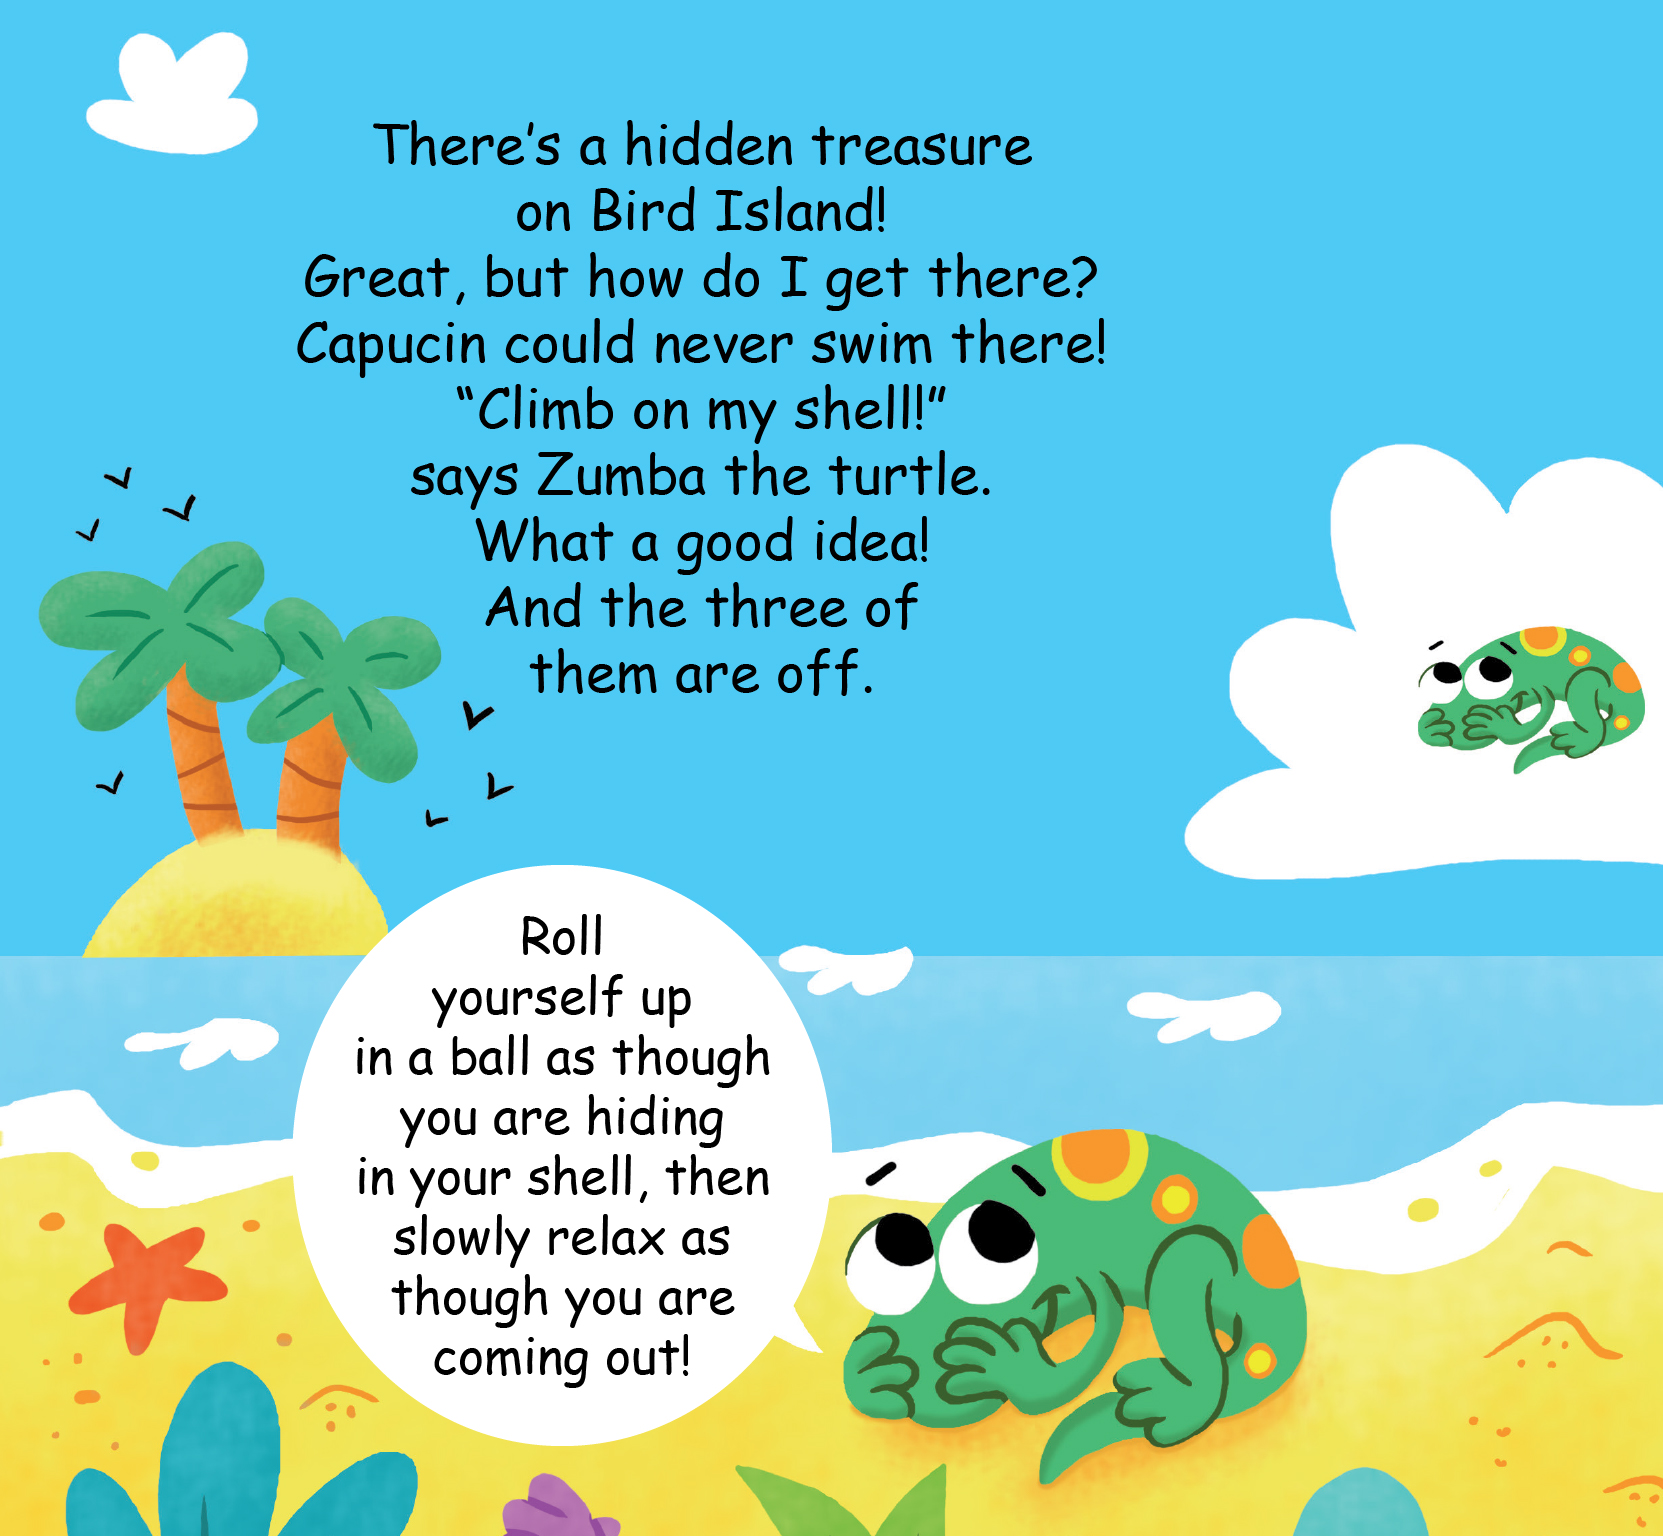 There’s a hidden treasure
on Bird Island!
Great, but how do I get there?
Capucin could never swim there!
“Climb on my shell!”
says Zumba the turtle.
What a good idea!
And the three of
them are off.
Roll
yourself up
in a ball as though
you are hiding
in your shell, then
slowly relax as
though you are
coming out!